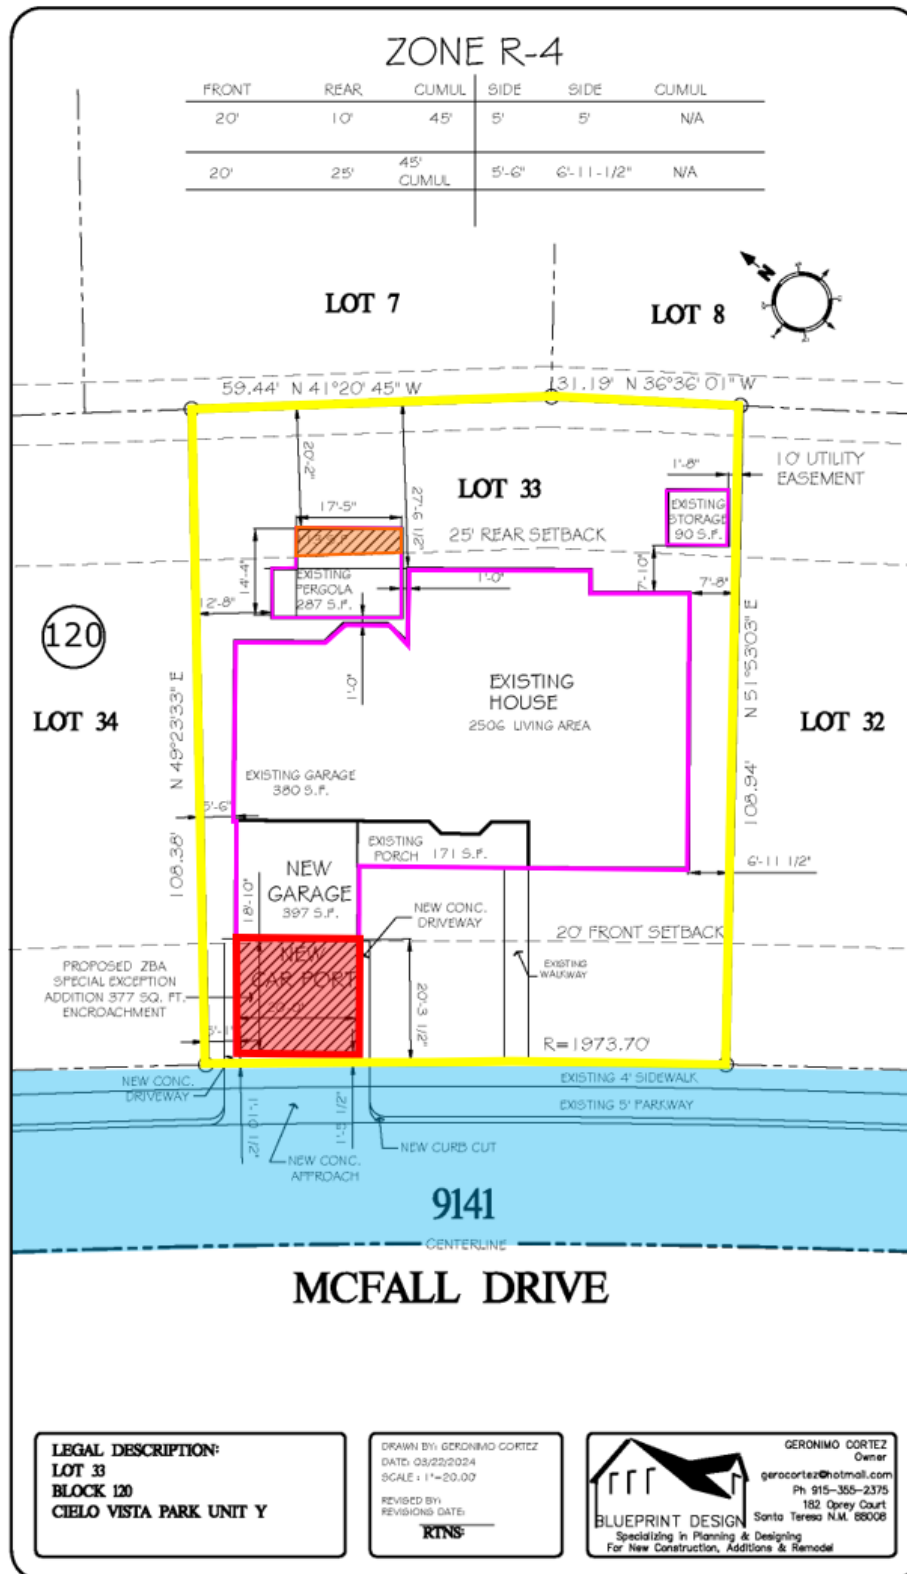 ZONE R-4
FRONT REAR CUMUL SIDE SIDE CUMUL
20' 10' 45' 5' 5' N/A
20' 25' 45' CUMUL 5'-6" 6'-11-1/2" N/A
N
LOT 7
LOT 8
59.44' N 41°20'45" W
31.19' N 36°36'01" W
20'-2"
27'-6 1/2"
LOT 33
1'-8"
10' UTILITY
EASEMENT
17'-5"
EXISTING
STORAGE
90 S.F.
25' REAR SETBACK
14'-4"
EXISTING
PERGOLA
287 S.F.
1'-0"
7'-10"
7'-8"
12'-8"
120
1'-0"
EXISTING
HOUSE
2506 LIVING AREA
LOT 34
LOT 32
N 49°23'33" E
108.38'
N 51°53'03" E
108.94'
EXISTING GARAGE
380 S.F.
5'-6"
EXISTING
PORCH 171 S.F.
6'-11 1/2"
NEW
GARAGE
397 S.F.
18'-10"
NEW CONC.
DRIVEWAY
20' FRONT SETBACK
NEW
CAR PORT
20'-0"
EXISTING
WALKWAY
PROPOSED ZBA
SPECIAL EXCEPTION
ADDITION 377 SQ. FT.
ENCROACHMENT
20'-3 1/2"
5'-1"
R=1973.70'
NEW CONC.
DRIVEWAY
EXISTING 4' SIDEWALK
EXISTING 5' PARKWAY
1'-10 1/2"
NEW CONC.
APPROACH
NEW CURB CUT
9141
CENTERLINE
MCFALL DRIVE
LEGAL DESCRIPTION:
LOT 33
BLOCK 120
CIELO VISTA PARK UNIT Y
DRAWN BY: GERONIMO CORTEZ
DATE: 03/22/2024
SCALE : 1"=20.00'
REVISED BY:
REVISIONS DATE:
RTNS:
GERONIMO CORTEZ
Owner
gerocortez@hotmail.com
Ph 915-355-2375
182 Oprey Court
Santa Teresa N.M. 88008
BLUEPRINT DESIGN
Specializing in Planning & Designing
For New Construction, Additions & Remodel